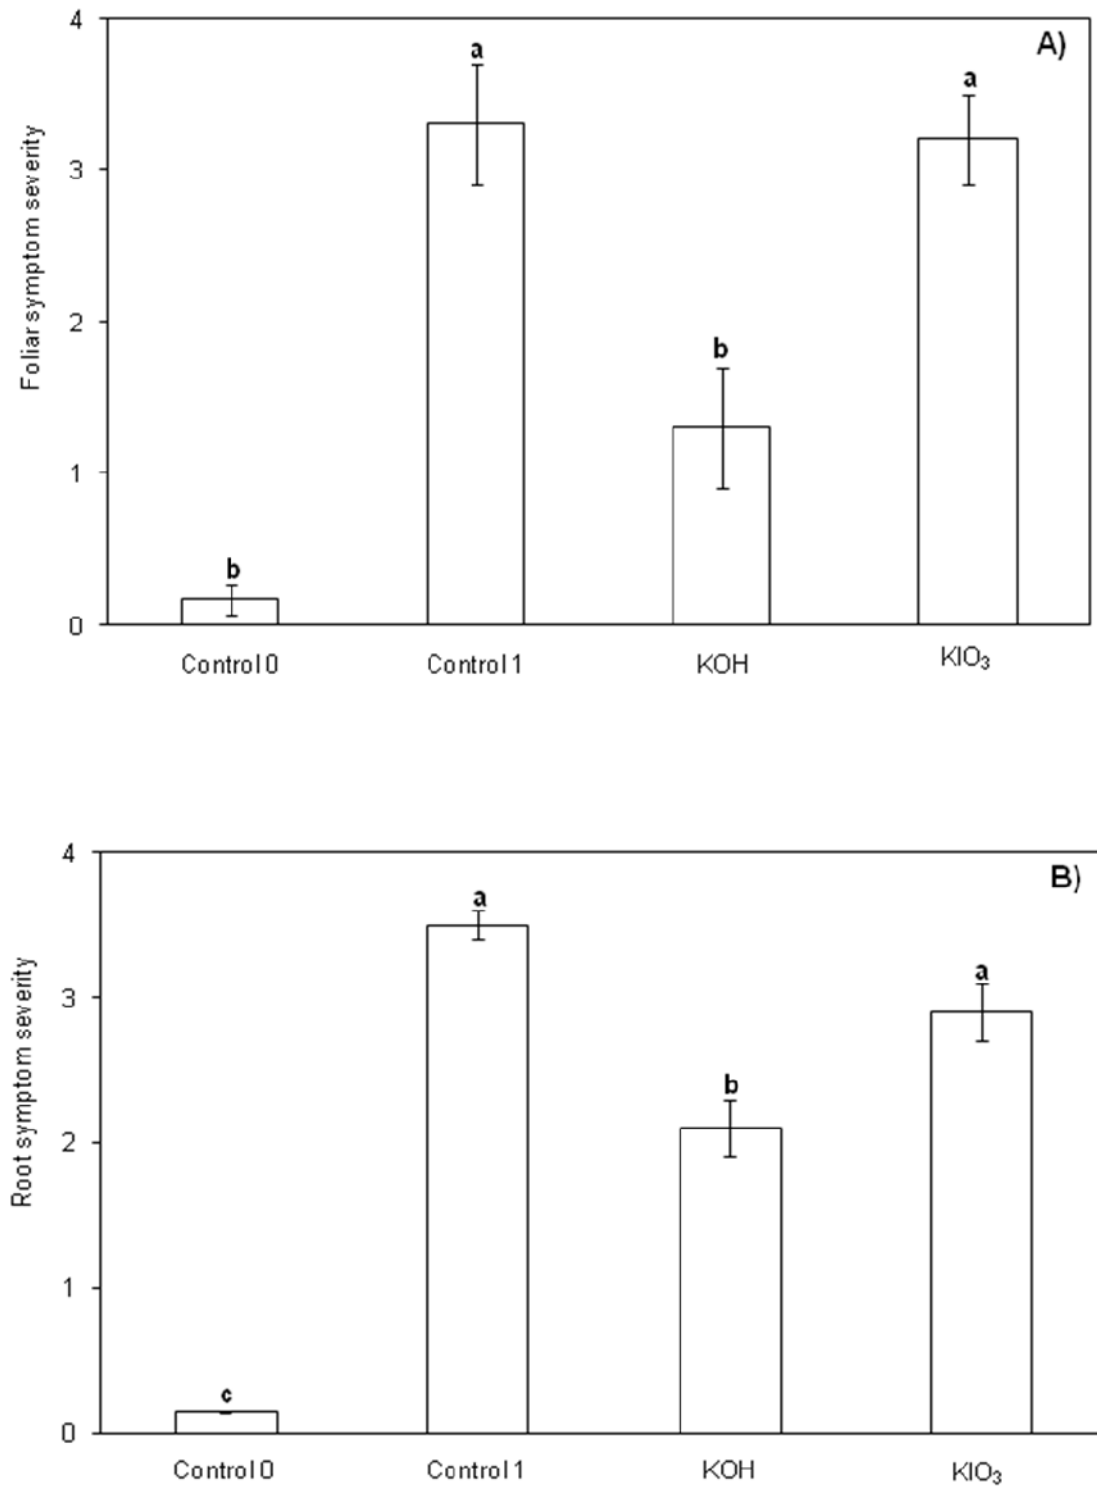 A)
Foliar symptom severity
4
3
2
1
0
b
a
b
a
Control 0
Control 1
KOH
KIO₃
B)
Root symptom severity
4
3
2
1
0
c
a
b
a
Control 0
Control 1
KOH
KIO₃